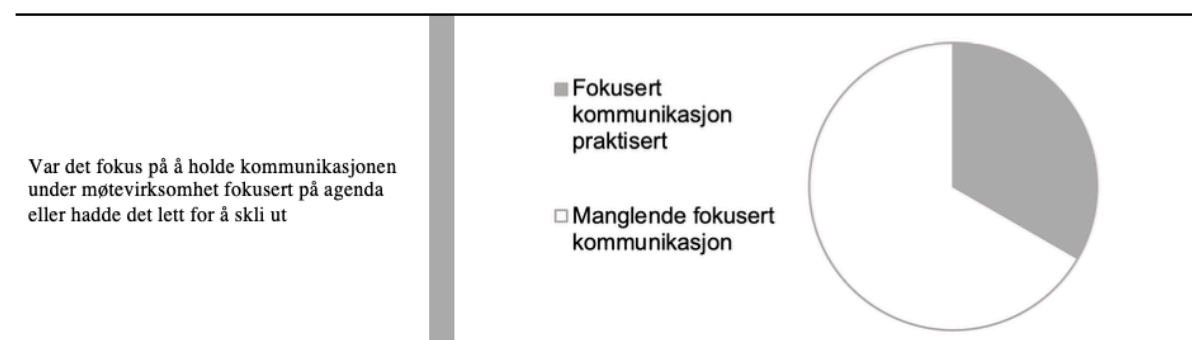 Var det fokus på å holde kommunikasjonen
under møtevirksomhet fokusert på agenda
eller hadde det lett for å skli ut
Fokusert
kommunikasjon
praktisert
Manglende fokusert
kommunikasjon